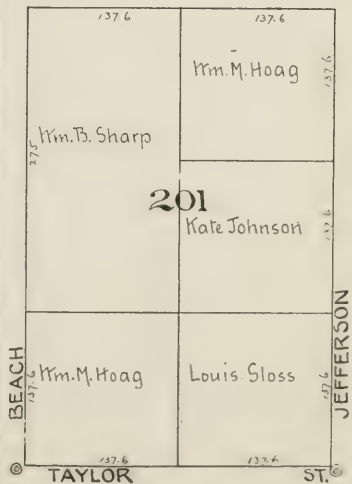 137.6
137.6
Wm. M. Hoag
137.6
Wm. B. Sharp
275
201
Kate Johnson
137.6
BEACH
137.6
Wm. M. Hoag
Louis Sloss
137.6
JEFFERSON
137.6
137.6
TAYLOR ST.